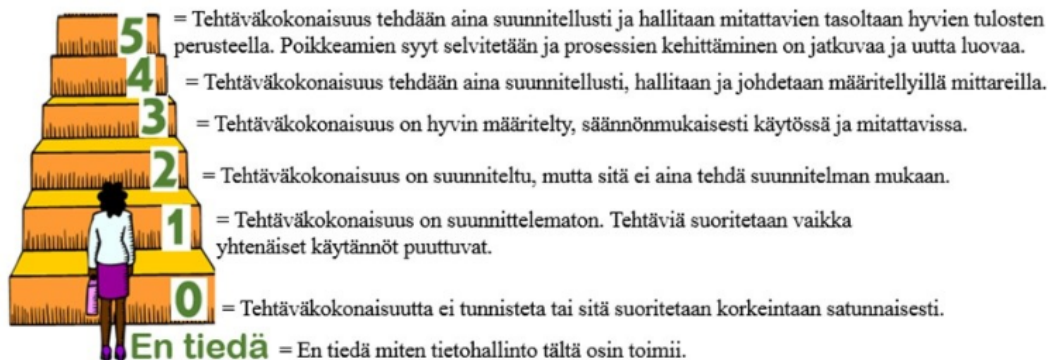 5 = Tehtäväkokonaisuus tehdään aina suunnitellusti ja hallitaan mitattavien tasoltaan hyvien tulosten
perusteella. Poikkeamien syyt selvitetään ja prosessien kehittäminen on jatkuvaa ja uutta luovaa.
4 = Tehtäväkokonaisuus tehdään aina suunnitellusti, hallitaan ja johdetaan määritellyillä mittareilla.
3 = Tehtäväkokonaisuus on hyvin määritelty, säännönmukaisesti käytössä ja mitattavissa.
2 = Tehtäväkokonaisuus on suunniteltu, mutta sitä ei aina tehdä suunnitelman mukaan.
1 = Tehtäväkokonaisuus on suunnittelematon. Tehtäviä suoritetaan vaikka
yhtenäiset käytännöt puuttuvat.
0 = Tehtäväkokonaisuutta ei tunnisteta tai sitä suoritetaan korkeintaan satunnaisesti.
En tiedä = En tiedä miten tietohallinto tältä osin toimii.